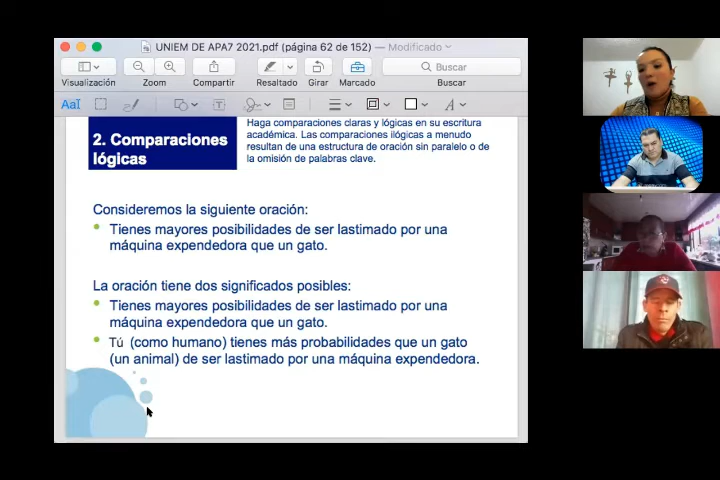 UNIEM DE APA7 2021.pdf (página 62 de 152) — Modificado
Buscar
Visualización
Zoom
Compartir
Resaltado
Girar
Marcado
Buscar
AaI
T
A
2. Comparaciones
lógicas
Haga comparaciones claras y lógicas en su escritura
académica. Las comparaciones ilógicas a menudo
resultan de una estructura de oración sin paralelo o de
la omisión de palabras clave.
Consideremos la siguiente oración:
Tienes mayores posibilidades de ser lastimado por una
máquina expendedora que un gato.
La oración tiene dos significados posibles:
Tienes mayores posibilidades de ser lastimado por una
máquina expendedora que un gato.
Tú (como humano) tienes más probabilidades que un gato
(un animal) de ser lastimado por una máquina expendedora.